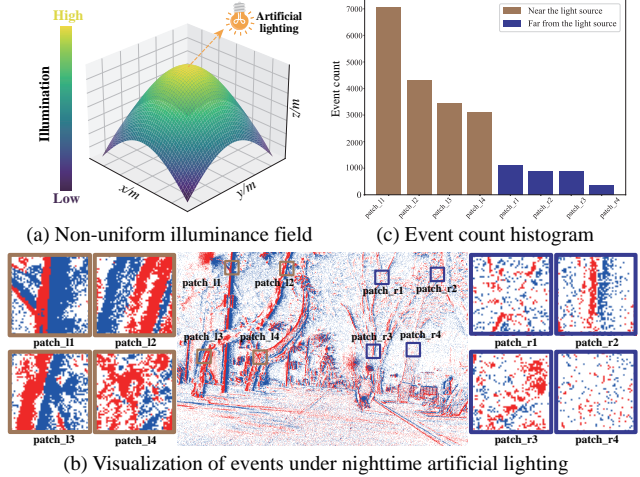 High
Illumination
Low
Artificial
lighting
x/m
y/m
z/m
(a) Non-uniform illuminance field
Near the light source
Far from the light source
Event count
7000
6000
5000
4000
3000
2000
1000
0
patch_l1
patch_l2
patch_l3
patch_l4
patch_r1
patch_r2
patch_r3
patch_r4
(c) Event count histogram
patch_l1
patch_l2
patch_l3
patch_l4
patch_l1
patch_l2
patch_r1
patch_r2
patch_l3
patch_l4
patch_r3
patch_r4
patch_r1
patch_r2
patch_r3
patch_r4
(b) Visualization of events under nighttime artificial lighting